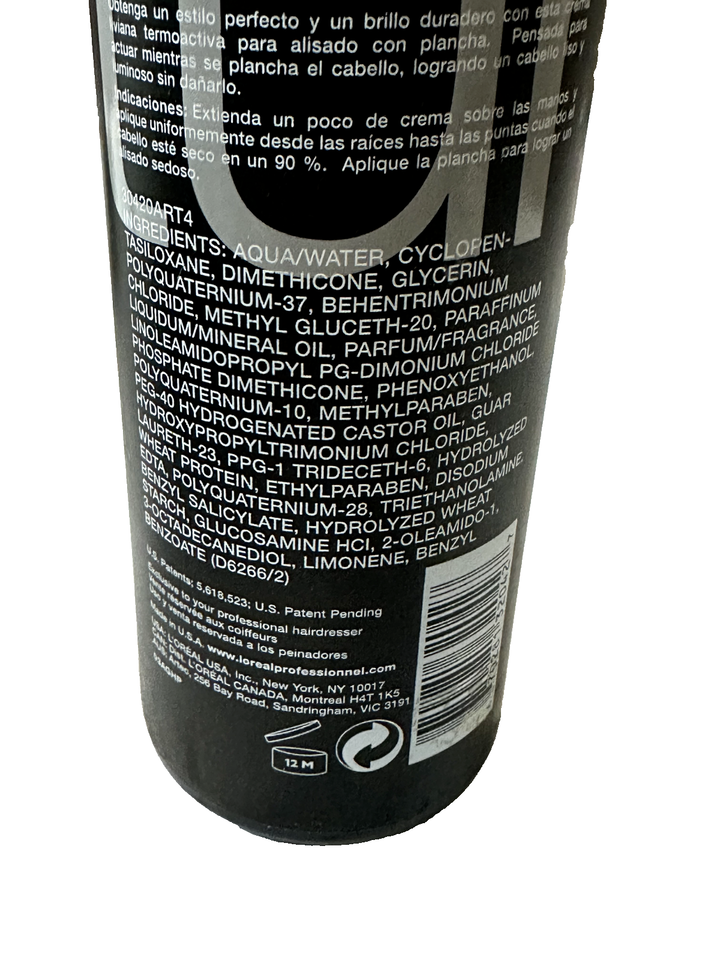 Obtenga un estilo perfecto y un brillo duradero con esta crema
liviana termoactiva para alisado con plancha. Pensada para
actuar mientras se plancha el cabello, logrando un cabello liso y
luminoso sin dañarlo.
Indicaciones: Extienda un poco de crema sobre las manos y
aplique uniformemente desde las raíces hasta las puntas cuando el
cabello esté seco en un 90 %. Aplique la plancha para lograr un
alisado sedoso.
30420ART4
INGREDIENTS: AQUA/WATER, CYCLOPEN-
TASILOXANE, DIMETHICONE, GLYCERIN,
POLYQUATERNIUM-37, BEHENTRIMONIUM
CHLORIDE, METHYL GLUCETH-20, PARAFFINUM
LIQUIDUM/MINERAL OIL, PARFUM/FRAGRANCE,
LINOLEAMIDOPROPYL PG-DIMONIUM CHLORIDE
PHOSPHATE DIMETHICONE, PHENOXYETHANOL,
POLYQUATERNIUM-10, METHYLPARABEN,
PEG-40 HYDROGENATED CASTOR OIL, GUAR
HYDROXYPROPYLTRIMONIUM CHLORIDE,
LAURETH-23, PPG-1 TRIDECETH-6, HYDROLYZED
WHEAT PROTEIN, ETHYLPARABEN, DISODIUM
EDTA, POLYQUATERNIUM-28, TRIETHANOLAMINE,
BENZYL SALICYLATE, HYDROLYZED WHEAT
STARCH, GLUCOSAMINE HCl, 2-OLEAMIDO-1,
3-OCTADECANEDIOL, LIMONENE, BENZYL
BENZOATE (D6266/2)
U.S. Patents: 5,618,523; U.S. Patent Pending
Exclusive to your professional hairdresser
Vente réservée aux coiffeurs
Uso y venta reservada a los peinadores
Made in U.S.A. www.lorealprofessionnel.com
USA: L'ORÉAL USA, Inc., New York, NY 10017
CAN: Dist. L'ORÉAL CANADA, Montreal H4T 1K5
AUS: Artec, 256 Bay Road, Sandringham, VIC 3191
12 M